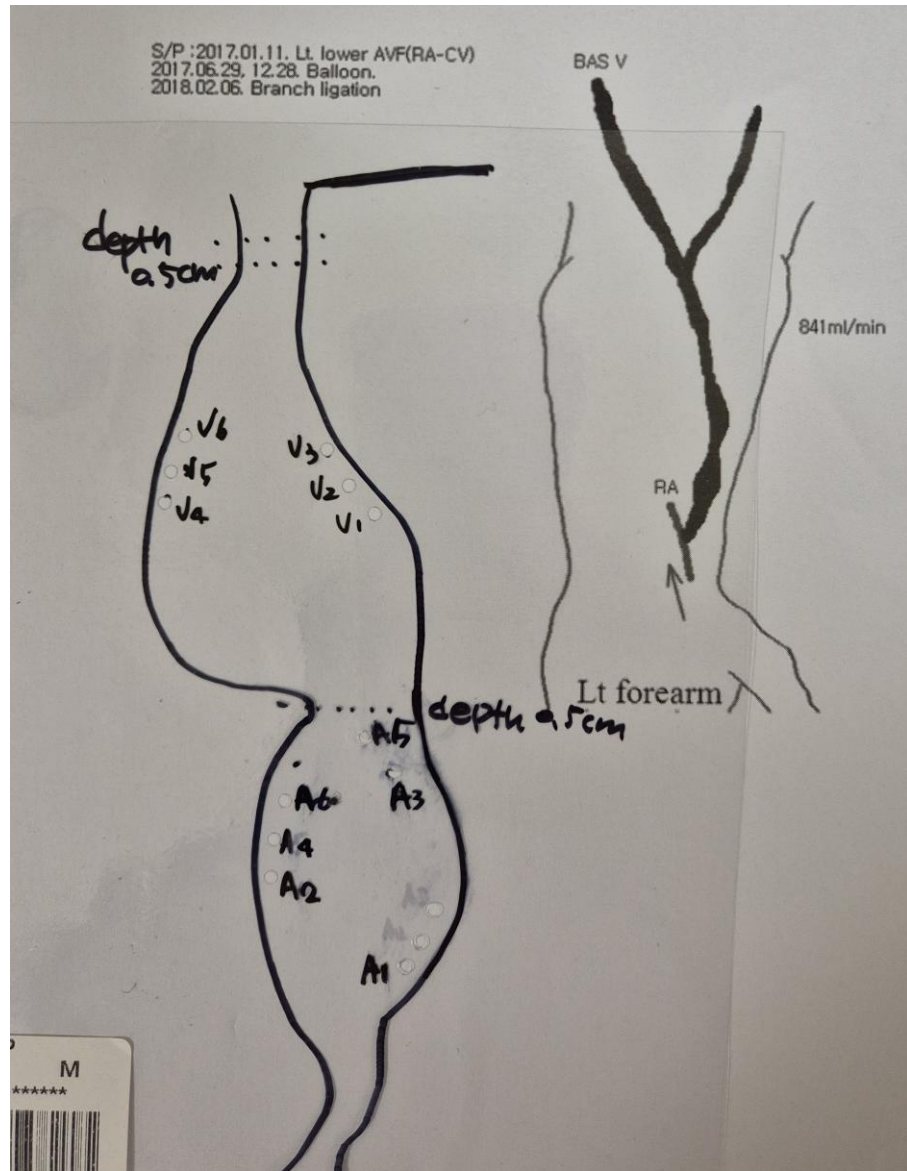 S/P :2017.01.11. Lt. lower AVF(RA-CV)
2017.06.29, 12.28. Balloon.
2018.02.06. Branch ligation
BAS V
depth
0.5cm
841ml/min
V6
V3
V5
V2
V4
V1
RA
Lt forearm
depth 0.5cm
A5
A6
A3
A4
A2
A1
M
******